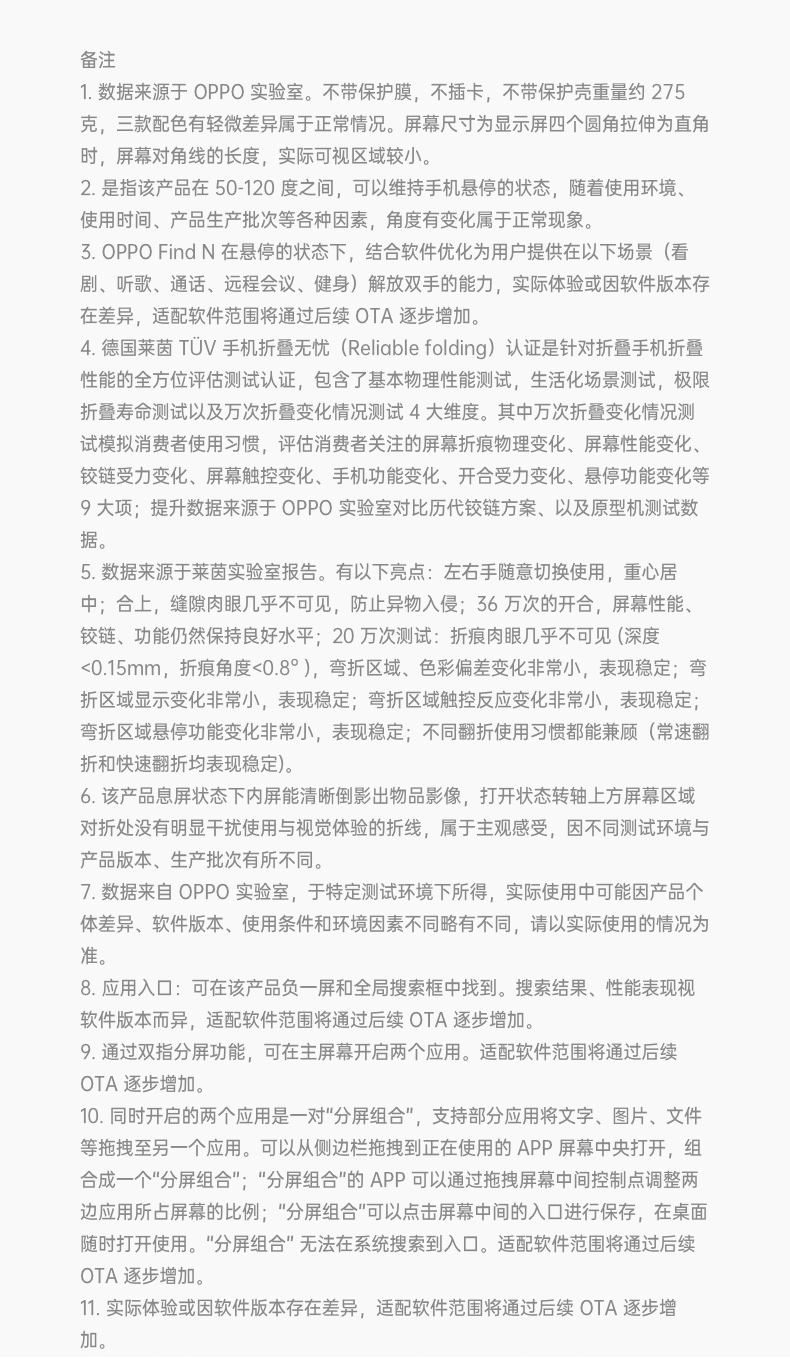 备注
1. 数据来源于 OPPO 实验室。不带保护膜，不插卡，不带保护壳重量约 275
克，三款配色有轻微差异属于正常情况。屏幕尺寸为显示屏四个圆角拉伸为直角
时，屏幕对角线的长度，实际可视区域较小。
2. 是指该产品在 50-120 度之间，可以维持手机悬停的状态，随着使用环境、
使用时间、产品生产批次等各种因素，角度有变化属于正常现象。
3. OPPO Find N 在悬停的状态下，结合软件优化为用户提供在以下场景（看
剧、听歌、通话、远程会议、健身）解放双手的能力，实际体验或因软件版本存
在差异，适配软件范围将通过后续 OTA 逐步增加。
4. 德国莱茵 TÜV 手机折叠无忧（Reliable folding）认证是针对折叠手机折叠
性能的全方位评估测试认证，包含了基本物理性能测试，生活化场景测试，极限
折叠寿命测试以及万次折叠变化情况测试 4 大维度。其中万次折叠变化情况测
试模拟消费者使用习惯，评估消费者关注的屏幕折痕物理变化、屏幕性能变化、
铰链受力变化、屏幕触控变化、手机功能变化、开合受力变化、悬停功能变化等
9 大项；提升数据来源于 OPPO 实验室对比历代铰链方案、以及原型机测试数
据。
5. 数据来源于莱茵实验室报告。有以下亮点：左右手随意切换使用，重心居
中；合上，缝隙肉眼几乎不可见，防止异物入侵；36 万次的开合，屏幕性能、
铰链、功能仍然保持良好水平；20 万次测试：折痕肉眼几乎不可见 (深度
<0.15mm，折痕角度<0.8° )，弯折区域、色彩偏差变化非常小，表现稳定；弯
折区域显示变化非常小，表现稳定；弯折区域触控反应变化非常小，表现稳定；
弯折区域悬停功能变化非常小，表现稳定；不同翻折使用习惯都能兼顾（常速翻
折和快速翻折均表现稳定)。
6. 该产品息屏状态下内屏能清晰倒影出物品影像，打开状态转轴上方屏幕区域
对折处没有明显干扰使用与视觉体验的折线，属于主观感受，因不同测试环境与
产品版本、生产批次有所不同。
7. 数据来自 OPPO 实验室，于特定测试环境下所得，实际使用中可能因产品个
体差异、软件版本、使用条件和环境因素不同略有不同，请以实际使用的情况为
准。
8. 应用入口：可在该产品负一屏和全局搜索框中找到。搜索结果、性能表现视
软件版本而异，适配软件范围将通过后续 OTA 逐步增加。
9. 通过双指分屏功能，可在主屏幕开启两个应用。适配软件范围将通过后续
OTA 逐步增加。
10. 同时开启的两个应用是一对“分屏组合”，支持部分应用将文字、图片、文件
等拖拽至另一个应用。可以从侧边栏拖拽到正在使用的 APP 屏幕中央打开，组
合成一个“分屏组合”；“分屏组合”的 APP 可以通过拖拽屏幕中间控制点调整两
边应用所占屏幕的比例；“分屏组合”可以点击屏幕中间的入口进行保存，在桌面
随时打开使用。“分屏组合” 无法在系统搜索到入口。适配软件范围将通过后续
OTA 逐步增加。
11. 实际体验或因软件版本存在差异，适配软件范围将通过后续 OTA 逐步增
加。